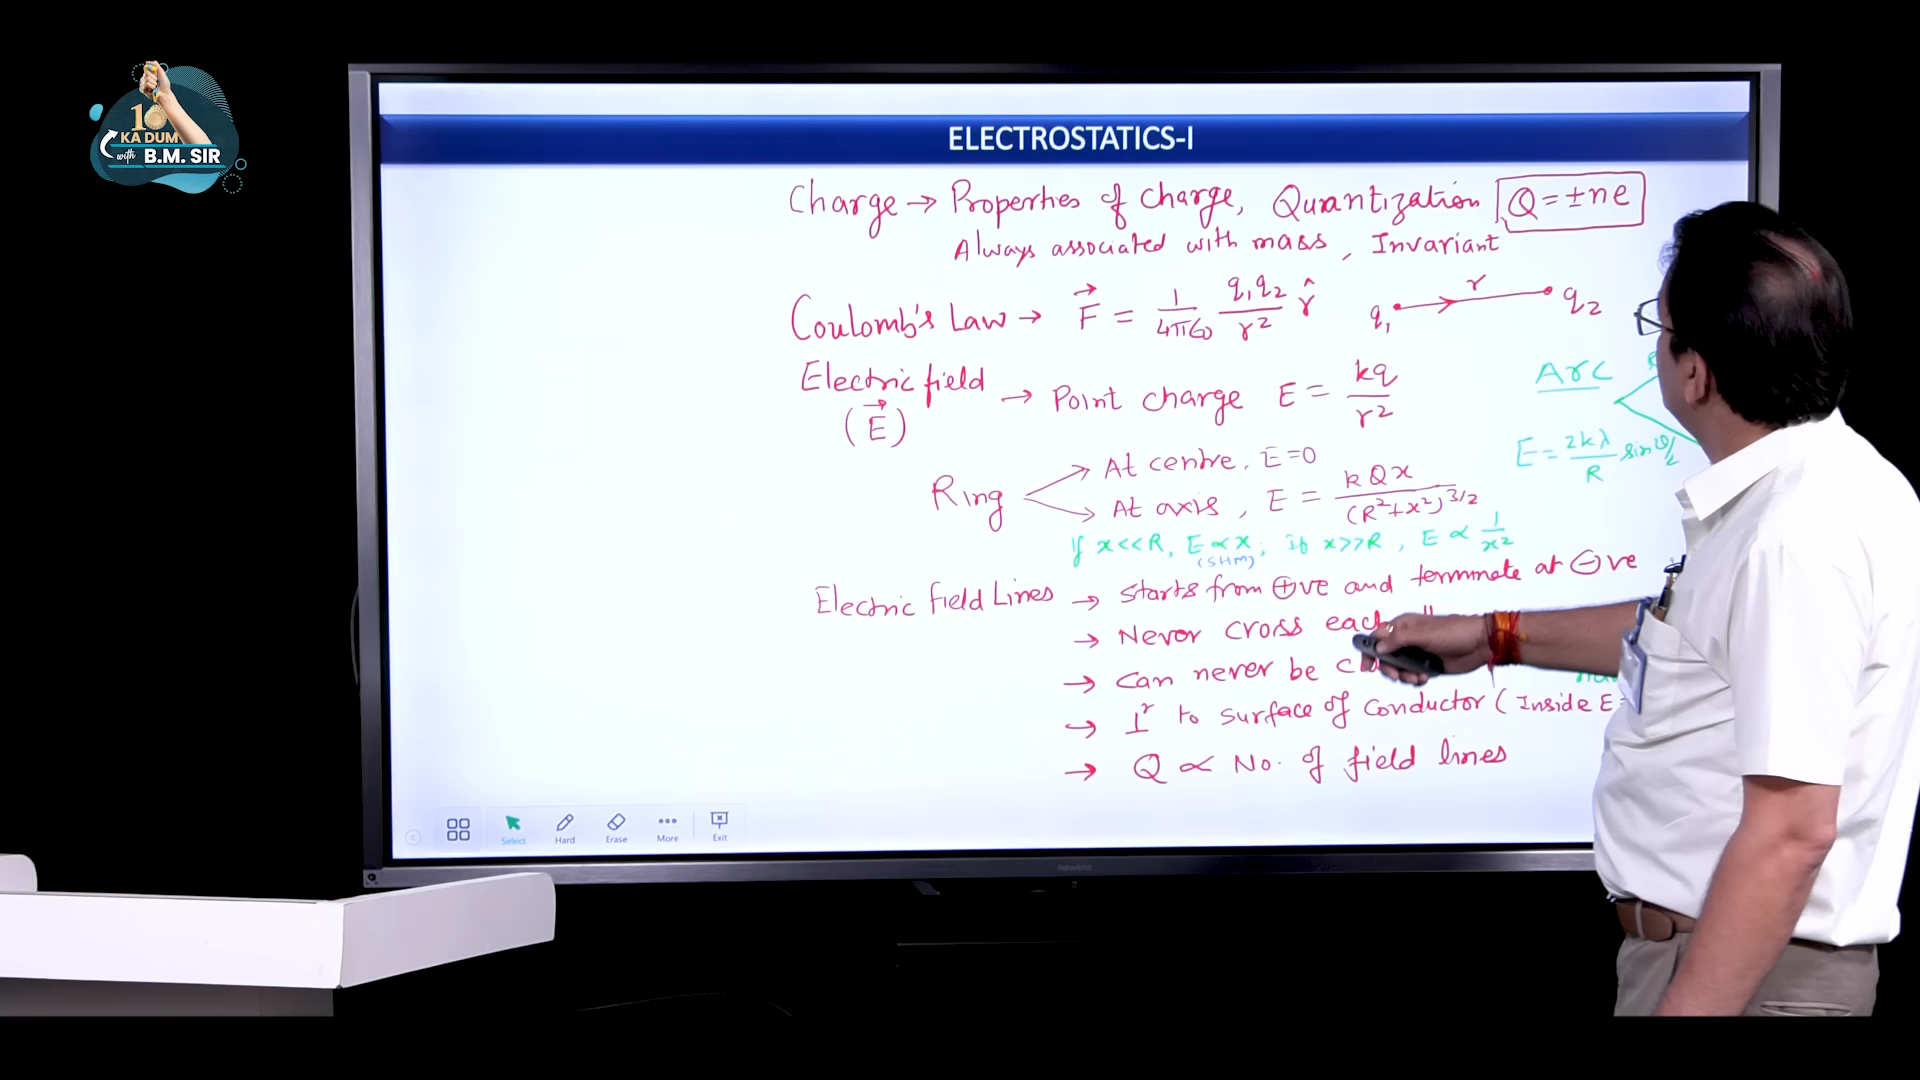 10
KA DUM
with B.M. SIR
ELECTROSTATICS-I
Charge → Properties of charge, Quantization Q = ±ne
Always associated with mass, Invariant
Coulomb's Law → F⃗ = 1/4π∈0 q1q2/r² r̂
q1 r q2
Electric field (E⃗) → Point charge E = kq/r²
Arc
E = 2kλ/R sin θ/2
Ring
→ At centre, E=0
→ At axis, E = kQx/(R²+x²)^3/2
If x<<R, E∝x; if x>>R, E ∝ 1/x²
(SHM)
Electric field Lines → starts from ⊕ve and terminate at ⊖ve
→ Never cross each
→ Can never be
→ ⊥r to surface of conductor (Inside E=
→ Q ∝ No. of field lines
Select Hard Erase More Exit
newline